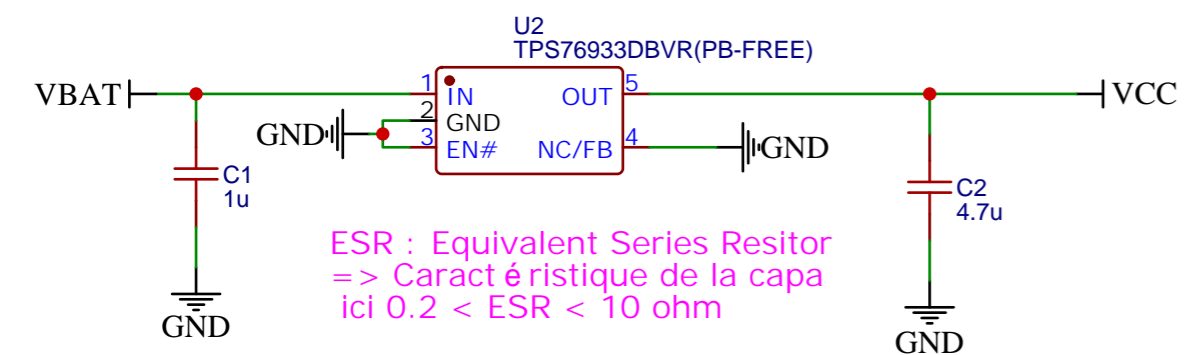 U2
TPS76933DBVR(PB-FREE)
VBAT
1
IN
OUT
5
VCC
2
GND
GND
3
EN#
NC/FB
4
GND
C1
1u
C2
4.7u
ESR : Equivalent Series Resitor
=> Caract é ristique de la capa
ici 0.2 < ESR < 10 ohm
GND
GND